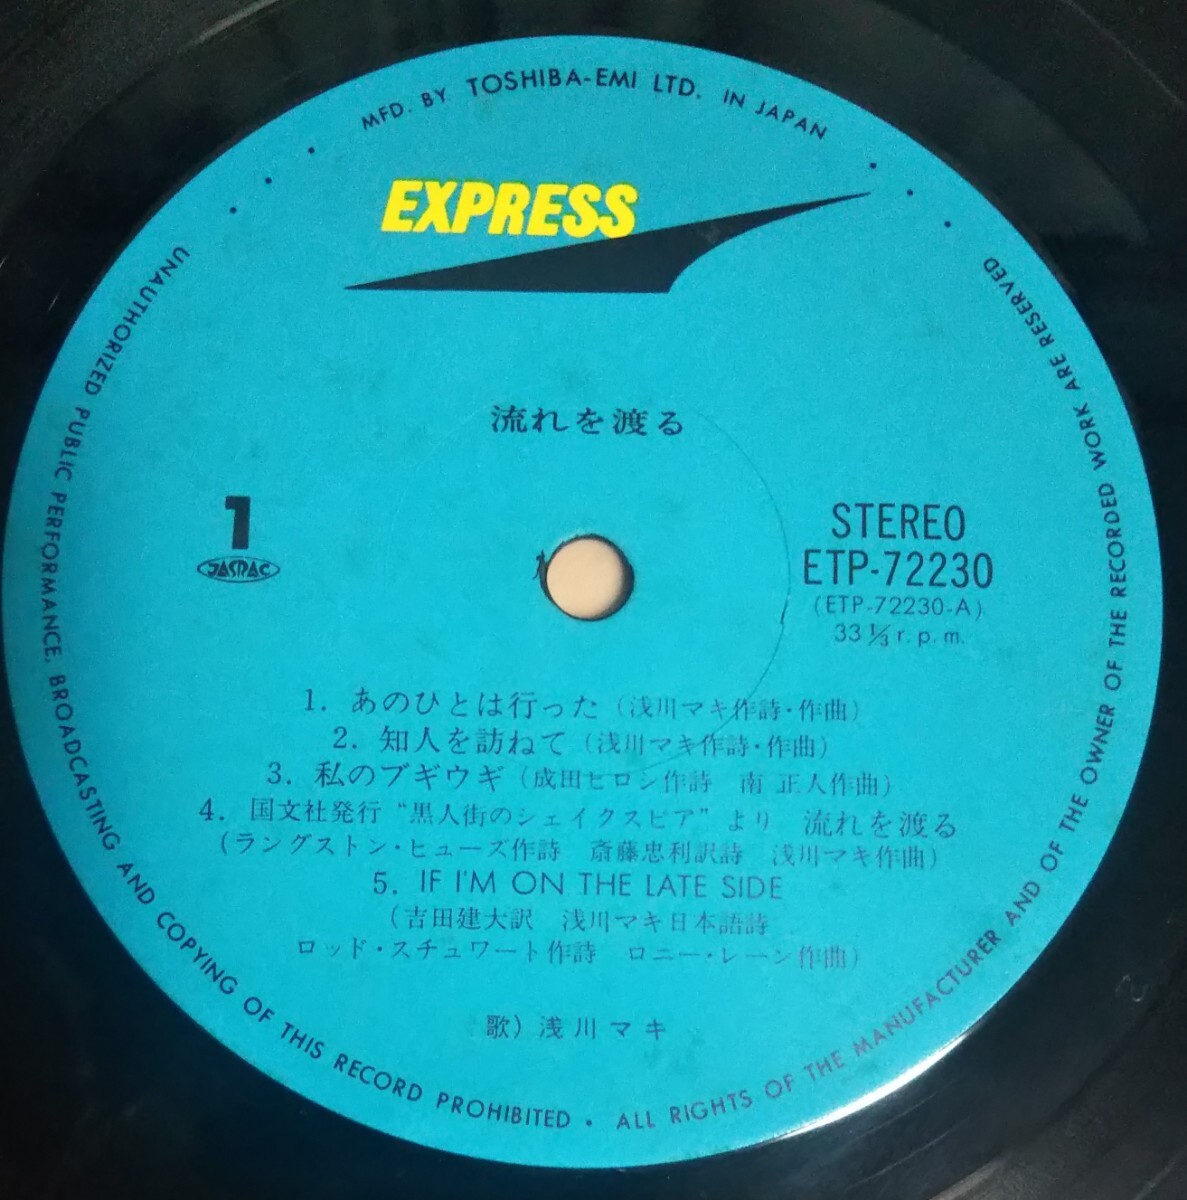 MFD. BY TOSHIBA-EMI LTD. IN JAPAN
EXPRESS
流れを渡る
1
JASRAC
STEREO
ETP-72230
(ETP-72230-A)
33 1/3 r.p.m.
1. あのひとは行った (浅川マキ作詩・作曲)
2. 知人を訪ねて (浅川マキ作詩・作曲)
3. 私のブギウギ (成田ヒロシ作詩 南 正人作曲)
4. 国文社発行 “黒人街のシェイクスピア” より 流れを渡る
(ラングストン・ヒューズ作詩 斎藤忠利訳詩 浅川マキ作曲)
5. IF I'M ON THE LATE SIDE
(吉田建大訳 浅川マキ日本語詩
ロッド・スチュワート作詩 ロニー・レーン作曲)
歌) 浅川マキ
UNAUTHORIZED PUBLIC PERFORMANCE, BROADCASTING AND COPYING OF THIS RECORD PROHIBITED • ALL RIGHTS OF THE MANUFACTURER AND OF THE OWNER OF THE RECORDED WORK ARE RESERVED